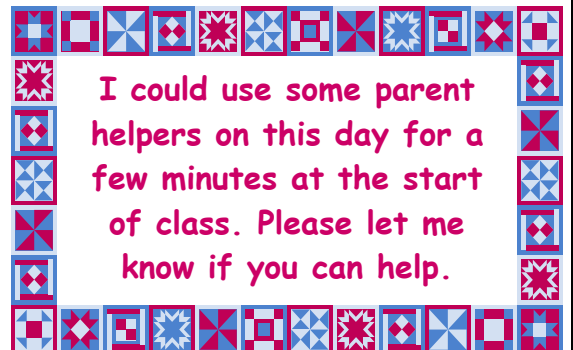 I could use some parent
helpers on this day for a
few minutes at the start
of class. Please let me
know if you can help.